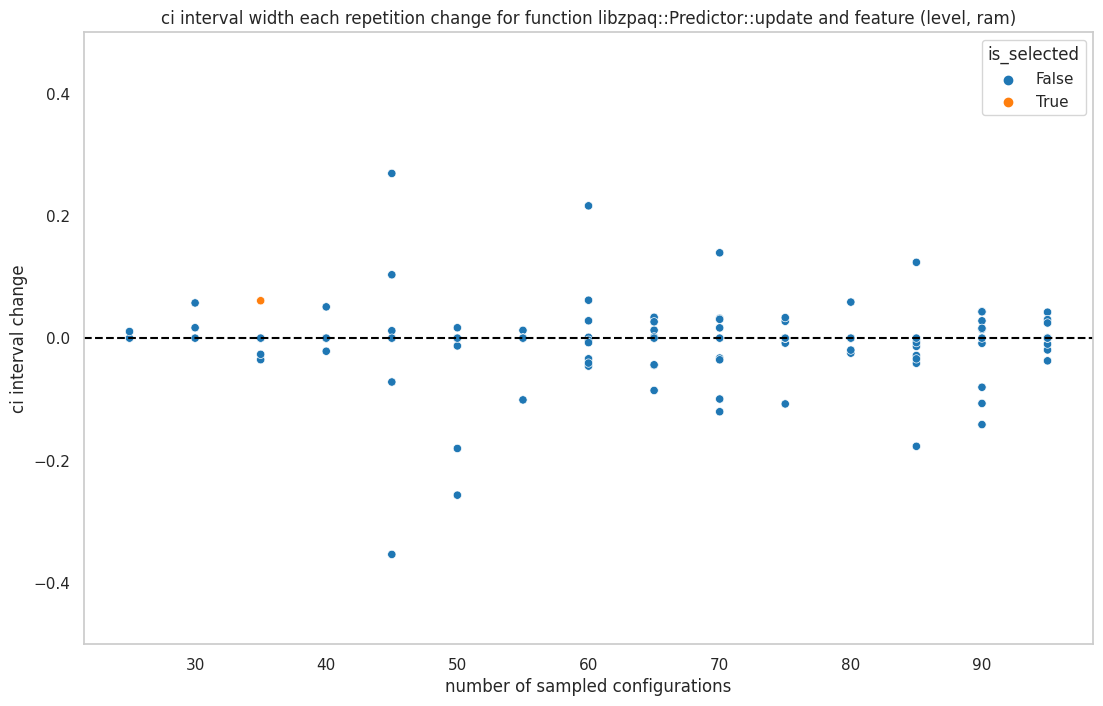 ci interval width each repetition change for function libzpaq::Predictor::update and feature (level, ram)
is_selected
False
True
ci interval change
0.4
0.2
0.0
−0.2
−0.4
30
40
50
60
70
80
90
number of sampled configurations